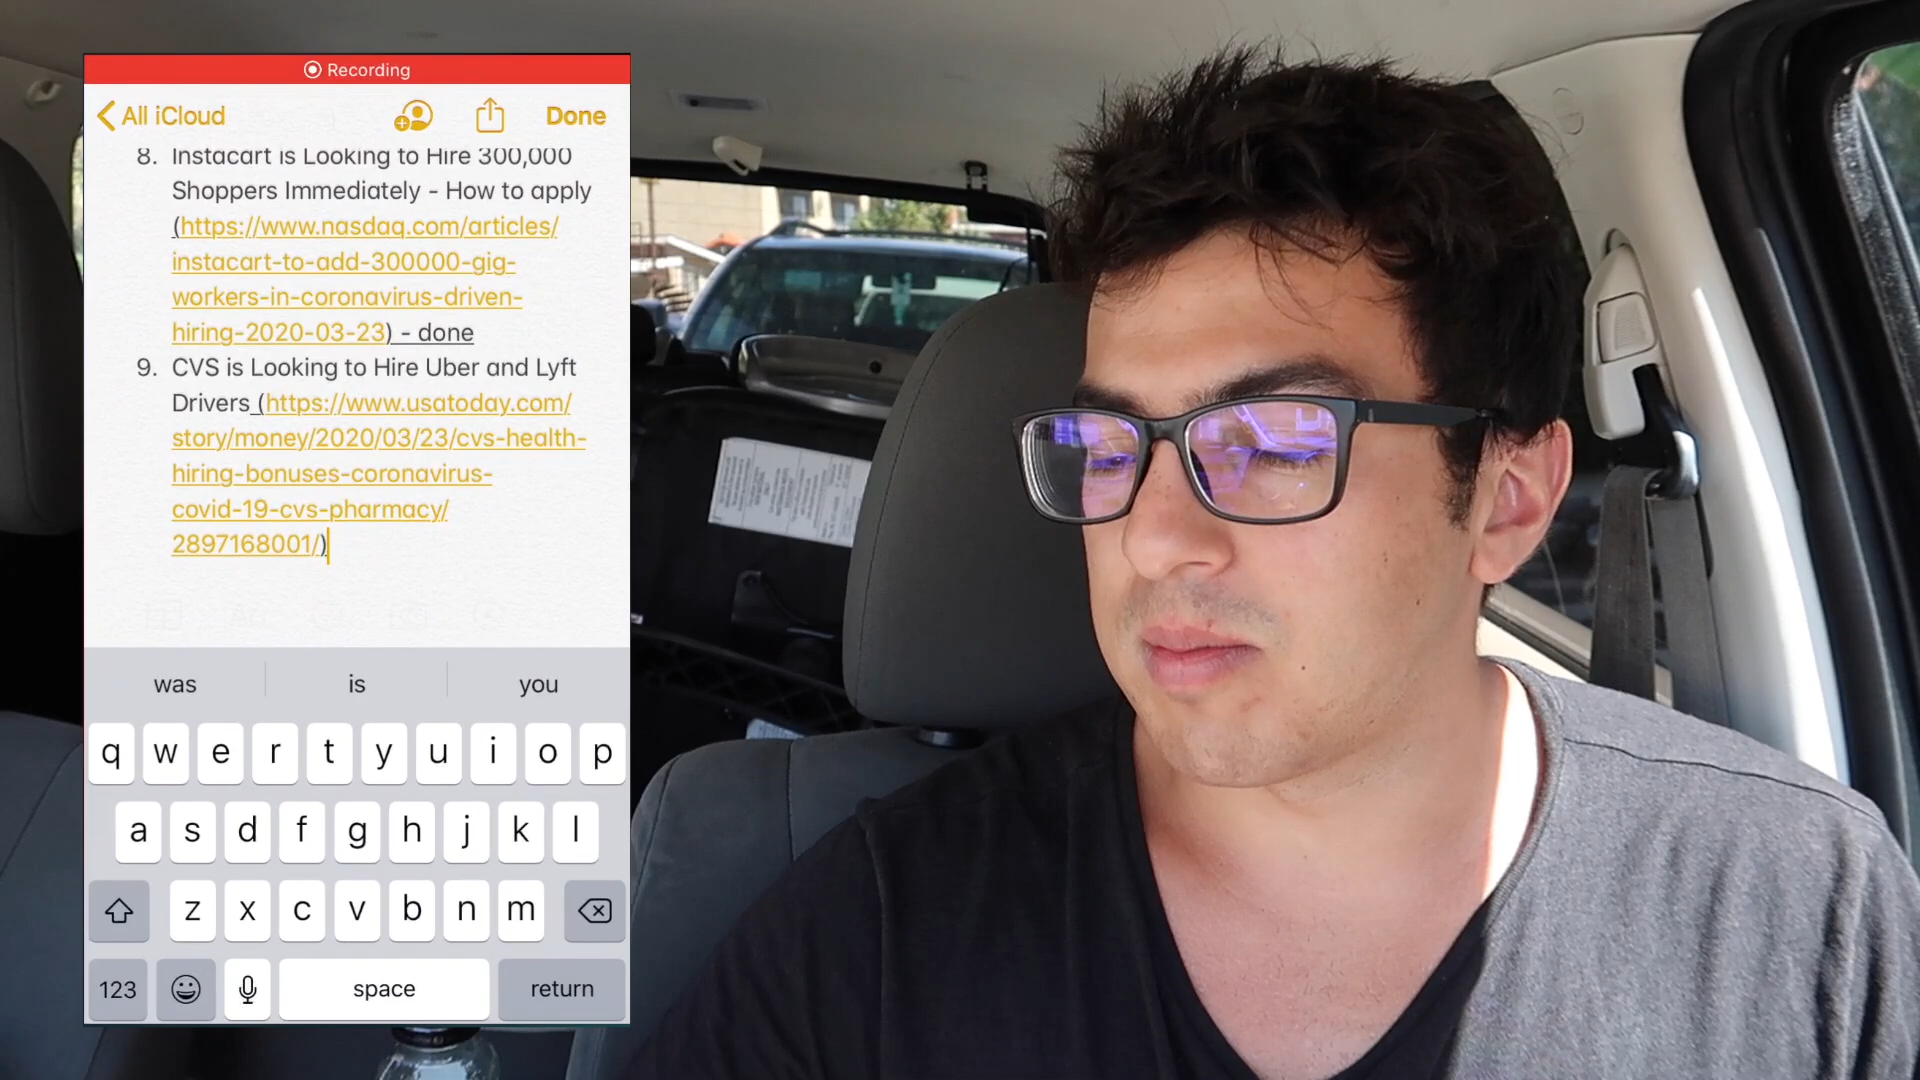 Recording
All iCloud
Done
8. Instacart is Looking to Hire 300,000
Shoppers Immediately - How to apply
(https://www.nasdaq.com/articles/
instacart-to-add-300000-gig-
workers-in-coronavirus-driven-
hiring-2020-03-23) - done
9. CVS is Looking to Hire Uber and Lyft
Drivers (https://www.usatoday.com/
story/money/2020/03/23/cvs-health-
hiring-bonuses-coronavirus-
covid-19-cvs-pharmacy/
2897168001/)
was is you
q w e r t y u i o p
a s d f g h j k l
z x c v b n m
123 space return